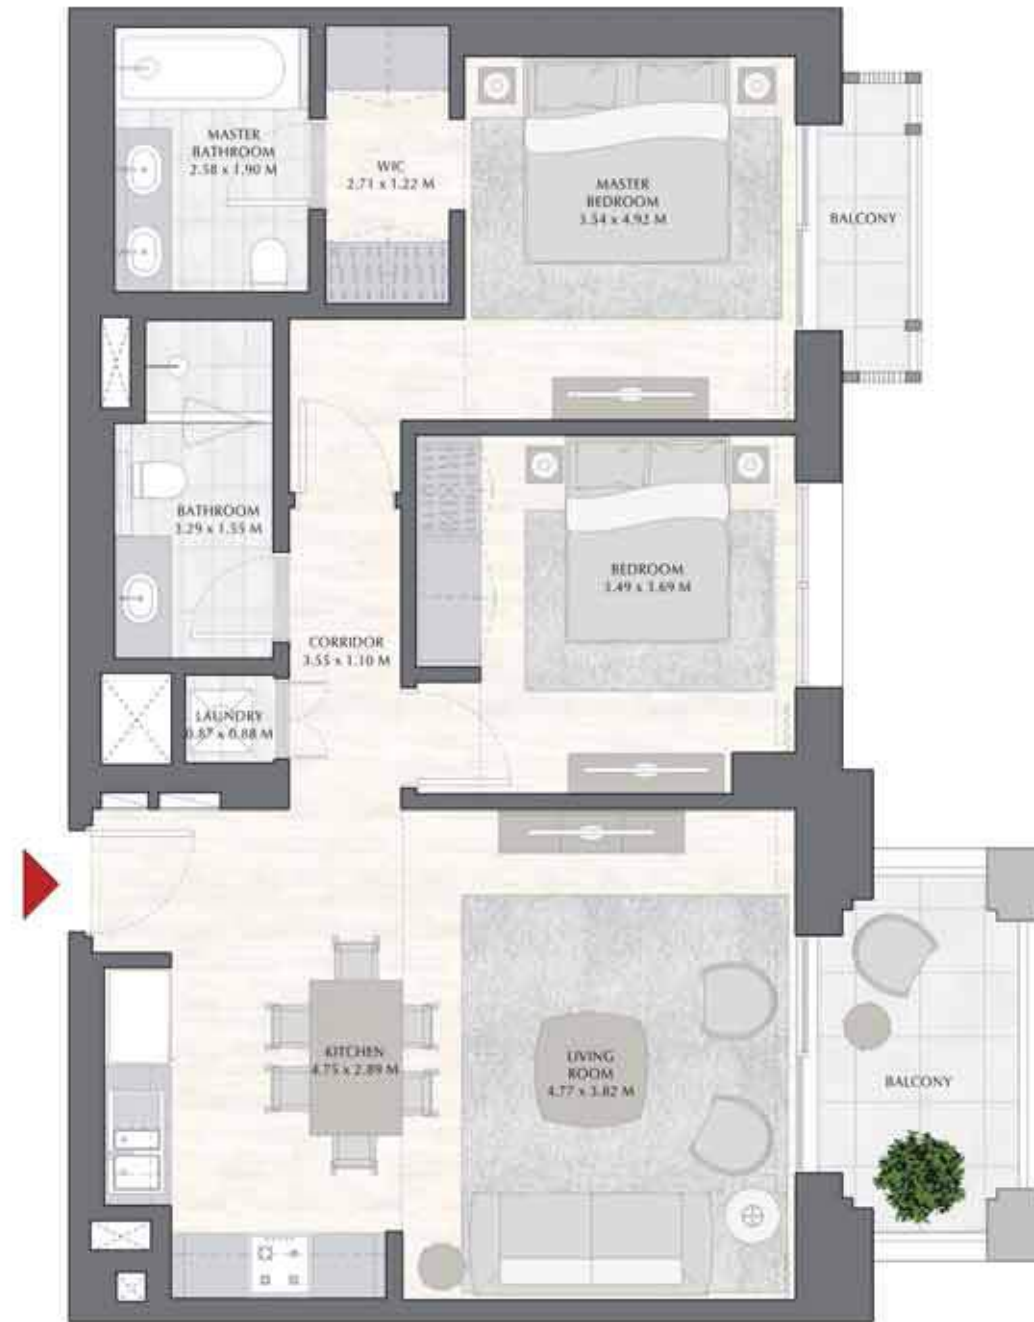 MASTER
BATHROOM
2.58 x 1.90 M
WIC
2.71 x 1.22 M
MASTER
BEDROOM
3.54 x 4.92 M
BALCONY
BATHROOM
3.29 x 1.55 M
BEDROOM
3.49 x 3.69 M
CORRIDOR
3.55 x 1.10 M
LAUNDRY
0.87 x 0.88 M
KITCHEN
4.75 x 2.89 M
LIVING
ROOM
4.77 x 3.82 M
BALCONY